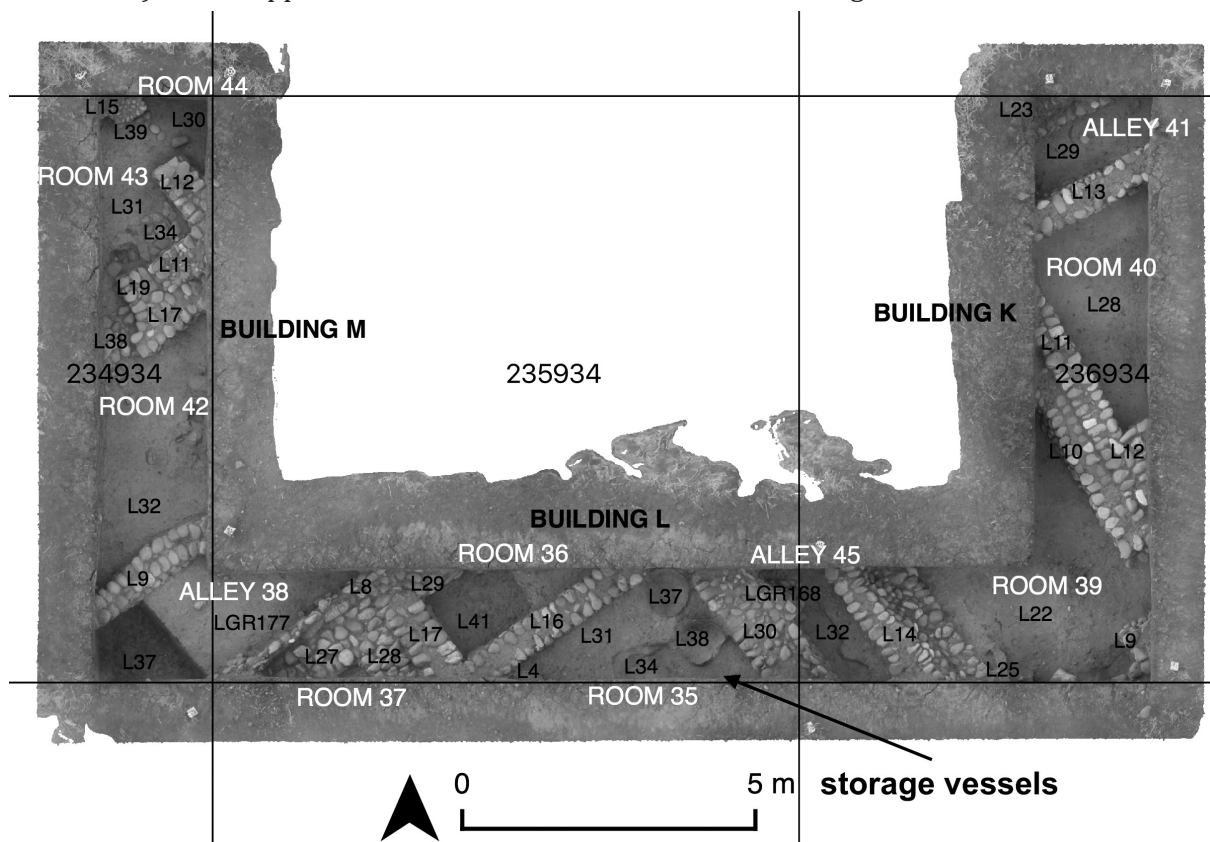 ROOM 44
L15
L30
L39
ROOM 43
L12
L31
L34
L11
L19
L17
L38
234934
ROOM 42
L32
L9
L37
BUILDING M
235934
BUILDING K
BUILDING L
L23
ALLEY 41
L29
L13
ROOM 40
L28
L11
236934
L10
L12
ROOM 36
ALLEY 45
ALLEY 38
L8
L29
L37
LGR168
ROOM 39
LGR177
L41
L16
L22
L17
L31
L38
L30
L32
L14
L9
L27
L28
L4
L34
L25
ROOM 37
ROOM 35
0
5 m
storage vessels